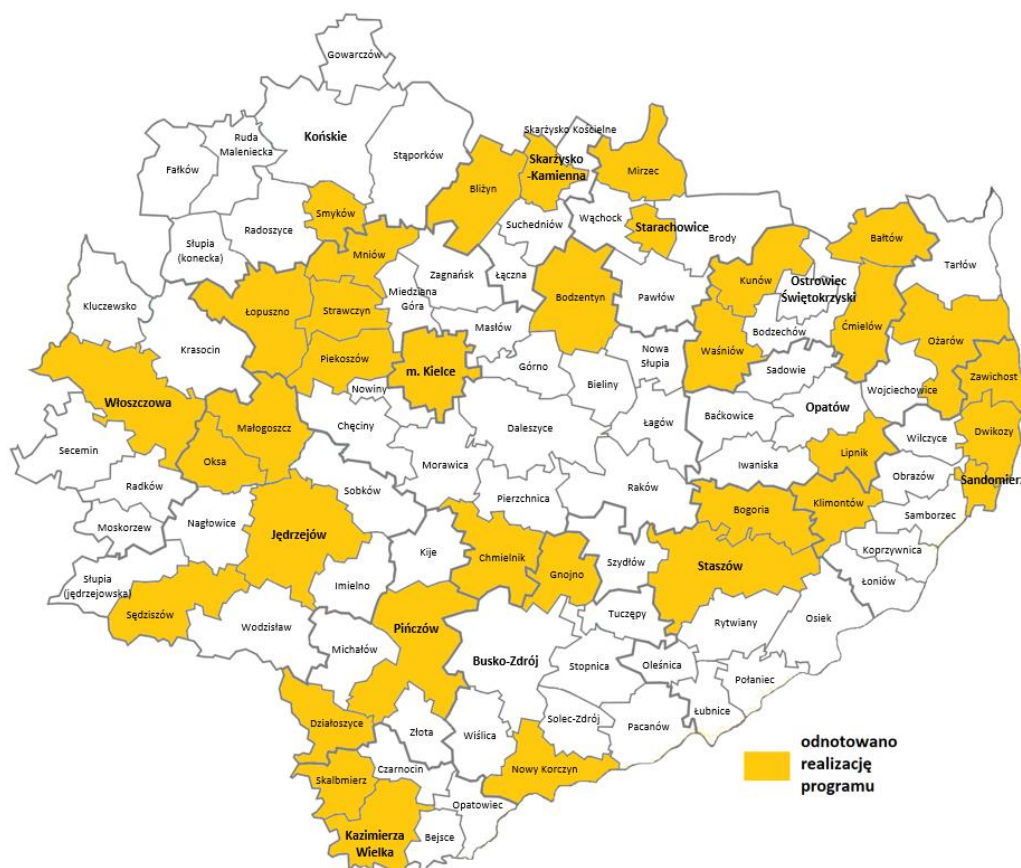 Gowarczów
Końskie
Ruda
Maleniecka
Fałków
Stąporków
Skarżysko Kościelne
Skarżysko
-Kamienna
Bliżyn
Mirzec
Smyków
Radoszyce
Słupia
(konecka)
Suchedniów
Wąchock
Starachowice
Brody
Bałtów
Mniów
Zagnańsk
Łączna
Tarłów
Kluczewsko
Łopuszno
Strawczyn
Miedziana
Góra
Bodzentyn
Pawłów
Kunów
Ostrowiec
Świętokrzyski
Masłów
Bodzechów
Ćmielów
Ożarów
Krasocin
Piekoszów
m. Kielce
Górno
Nowa
Słupia
Waśniów
Sadowie
Zawichost
Nowiny
Bieliny
Wojciechowice
Włoszczowa
Małogoszcz
Chęciny
Daleszyce
Łagów
Baćkowice
Opatów
Dwikozy
Secemin
Oksa
Morawica
Iwaniska
Lipnik
Wilczyce
Radków
Sobków
Pierzchnica
Raków
Obrazów
Sandomierz
Moskorzew
Nagłowice
Jędrzejów
Bogoria
Klimontów
Samborzec
Kije
Chmielnik
Gnojno
Szydłów
Staszów
Koprzywnica
Słupia
(jędrzejowska)
Imielno
Łoniów
Sędziszów
Wodzisław
Pińczów
Tuczępy
Rytwiany
Osiek
Michałów
Busko-Zdrój
Stopnica
Oleśnica
Połaniec
Działoszyce
Złota
Wiślica
Solec-Zdrój
Pacanów
Łubnice
Skalbmierz
Czarnocin
Nowy Korczyn
Opatowiec
Kazimierza
Wielka
Bejsce
odnotowano
realizację
programu